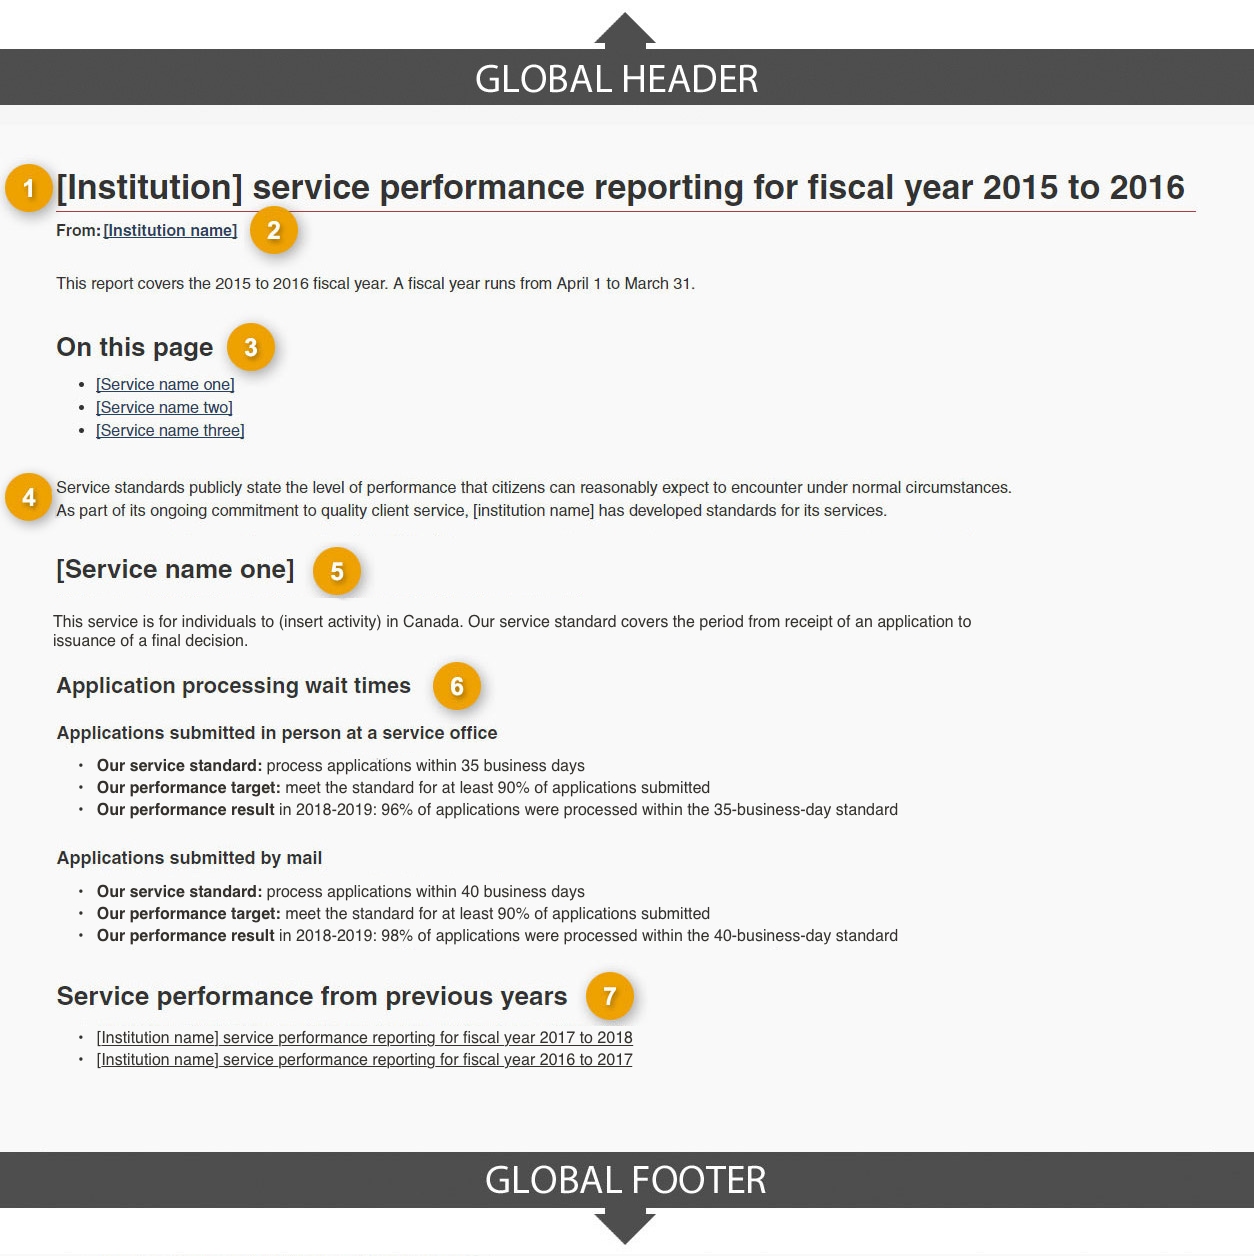 GLOBAL HEADER
1 [Institution] service performance reporting for fiscal year 2015 to 2016
From: [Institution name] 2
This report covers the 2015 to 2016 fiscal year. A fiscal year runs from April 1 to March 31.
On this page 3
• [Service name one]
• [Service name two]
• [Service name three]
4 Service standards publicly state the level of performance that citizens can reasonably expect to encounter under normal circumstances.
As part of its ongoing commitment to quality client service, [institution name] has developed standards for its services.
[Service name one] 5
This service is for individuals to (insert activity) in Canada. Our service standard covers the period from receipt of an application to
issuance of a final decision.
Application processing wait times 6
Applications submitted in person at a service office
• Our service standard: process applications within 35 business days
• Our performance target: meet the standard for at least 90% of applications submitted
• Our performance result in 2018-2019: 96% of applications were processed within the 35-business-day standard
Applications submitted by mail
• Our service standard: process applications within 40 business days
• Our performance target: meet the standard for at least 90% of applications submitted
• Our performance result in 2018-2019: 98% of applications were processed within the 40-business-day standard
Service performance from previous years 7
• [Institution name] service performance reporting for fiscal year 2017 to 2018
• [Institution name] service performance reporting for fiscal year 2016 to 2017
GLOBAL FOOTER